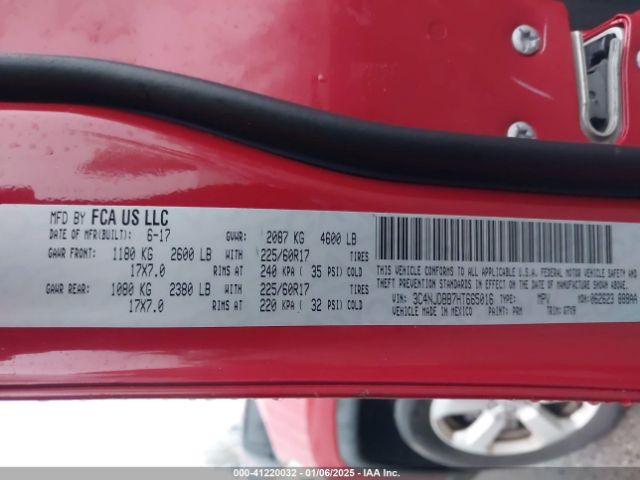 MFD BY FCA US LLC
DATE OF MFR(BUILT): 6-17 GVWR: 2087 KG 4600 LB
GAWR FRONT: 1180 KG 2600 LB WITH 225/60R17 TIRES
17X7.0 RIMS AT 240 KPA ( 35 PSI) COLD
GAWR REAR: 1080 KG 2380 LB WITH 225/60R17 TIRES
17X7.0 RIMS AT 220 KPA ( 32 PSI) COLD
THIS VEHICLE CONFORMS TO ALL APPLICABLE U.S.A. FEDERAL MOTOR VEHICLE SAFETY AND
THEFT PREVENTION STANDARDS IN EFFECT ON THE DATE OF MANUFACTURE SHOWN ABOVE.
VIN: 3C4NJDBB7HT665016 TYPE: MPV MDH: 062623 888AA
VEHICLE MADE IN MEXICO PAINT: PRM TRIM:
000-41220032 - 01/06/2025 - IAA Inc.